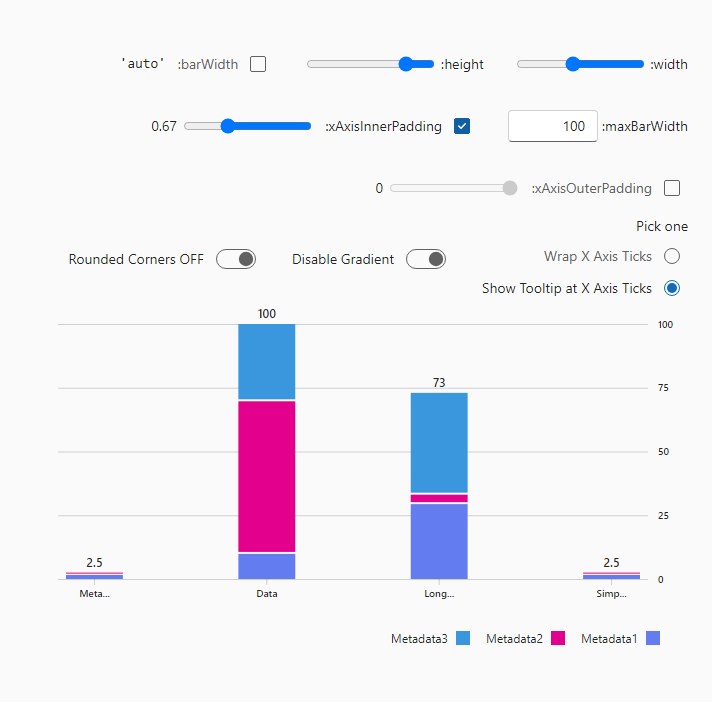 'auto' :barWidth :height :width
0.67 :xAxisInnerPadding 100 :maxBarWidth
0 :xAxisOuterPadding
Pick one
Rounded Corners OFF Disable Gradient Wrap X Axis Ticks
Show Tooltip at X Axis Ticks
100 100
73 75
50
25
2.5 2.5
0
Meta... Data Long... Simp...
Metadata3 Metadata2 Metadata1